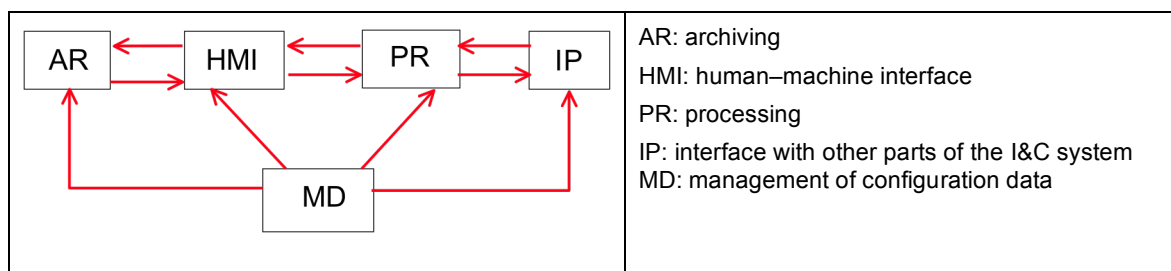 AR
HMI
PR
IP
MD
AR: archiving
HMI: human–machine interface
PR: processing
IP: interface with other parts of the I&C system
MD: management of configuration data